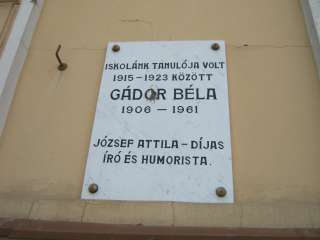 ISKOLÁNK TANULÓJA VOLT
1915-1923 KÖZÖTT
GÁDOR BÉLA
1906 - 1961
JÓZSEF ATTILA - DÍJAS
ÍRÓ ÉS HUMORISTA.